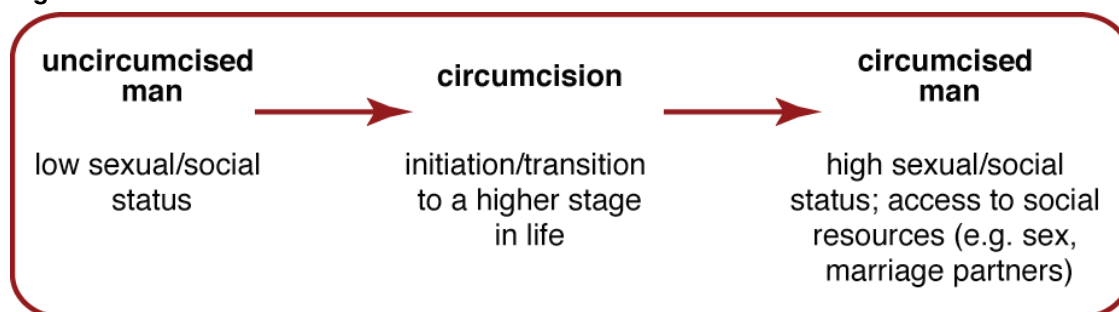 uncircumcised
man
low sexual/social
status
circumcision
initiation/transition
to a higher stage
in life
circumcised
man
high sexual/social
status; access to social
resources (e.g. sex,
marriage partners)